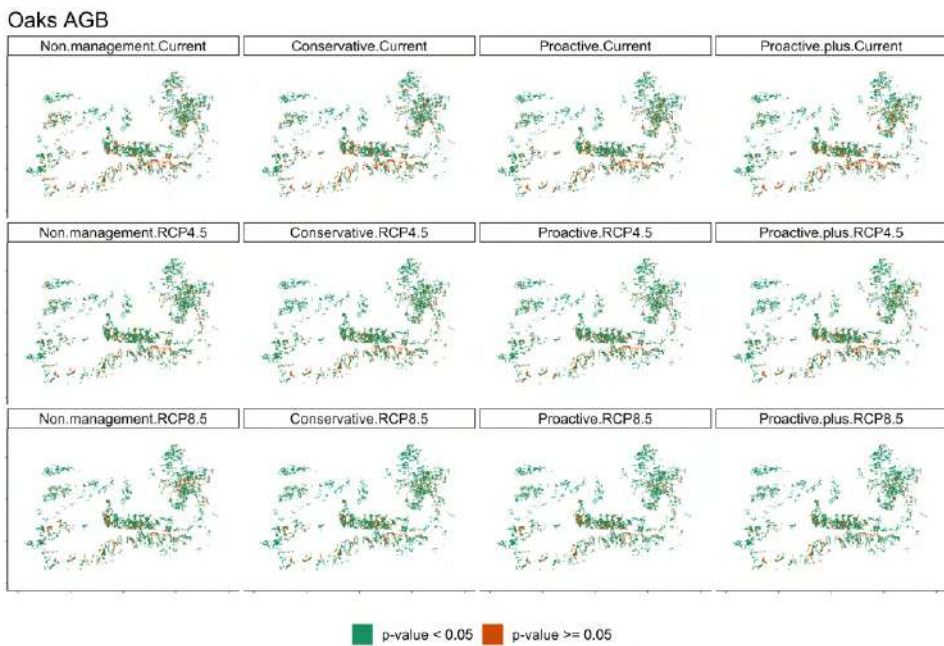 Oaks AGB
Non.management.Current Conservative.Current Proactive.Current Proactive.plus.Current
Non.management.RCP4.5 Conservative.RCP4.5 Proactive.RCP4.5 Proactive.plus.RCP4.5
Non.management.RCP8.5 Conservative.RCP8.5 Proactive.RCP8.5 Proactive.plus.RCP8.5
p-value < 0.05 p-value >= 0.05